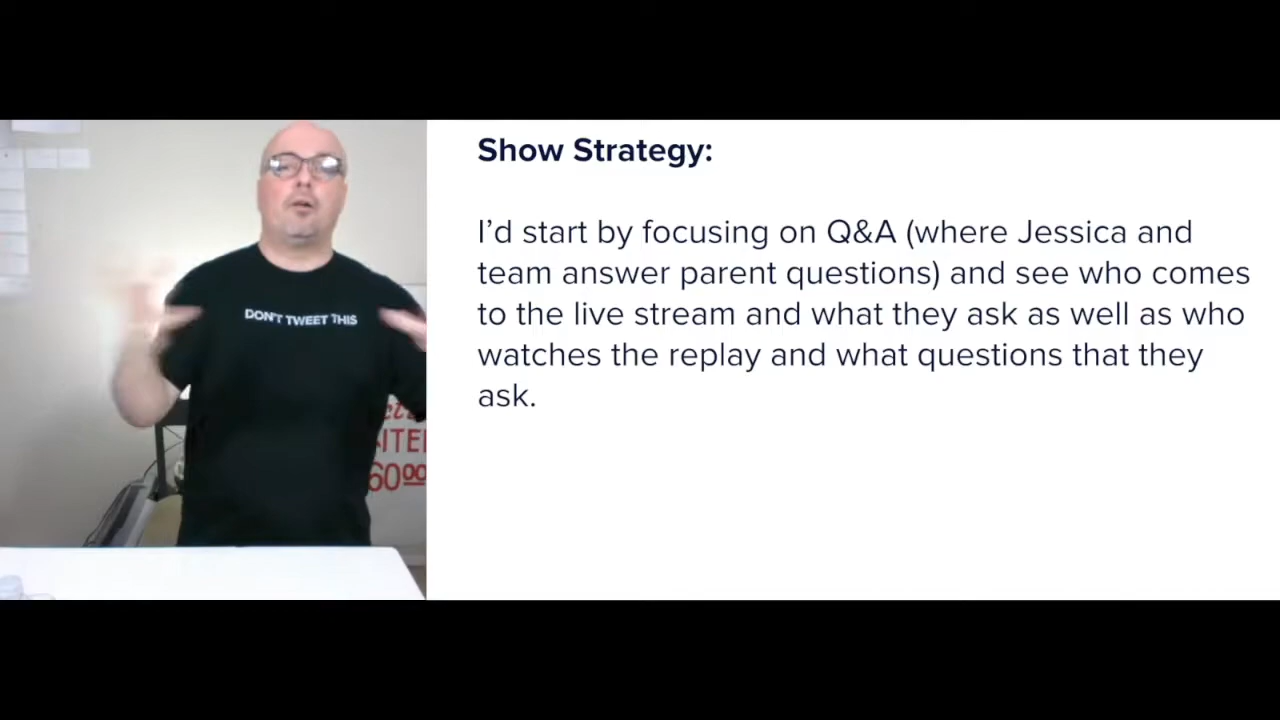 Show Strategy:
I'd start by focusing on Q&A (where Jessica and
team answer parent questions) and see who comes
to the live stream and what they ask as well as who
watches the replay and what questions that they
ask.
DON'T TWEET THIS